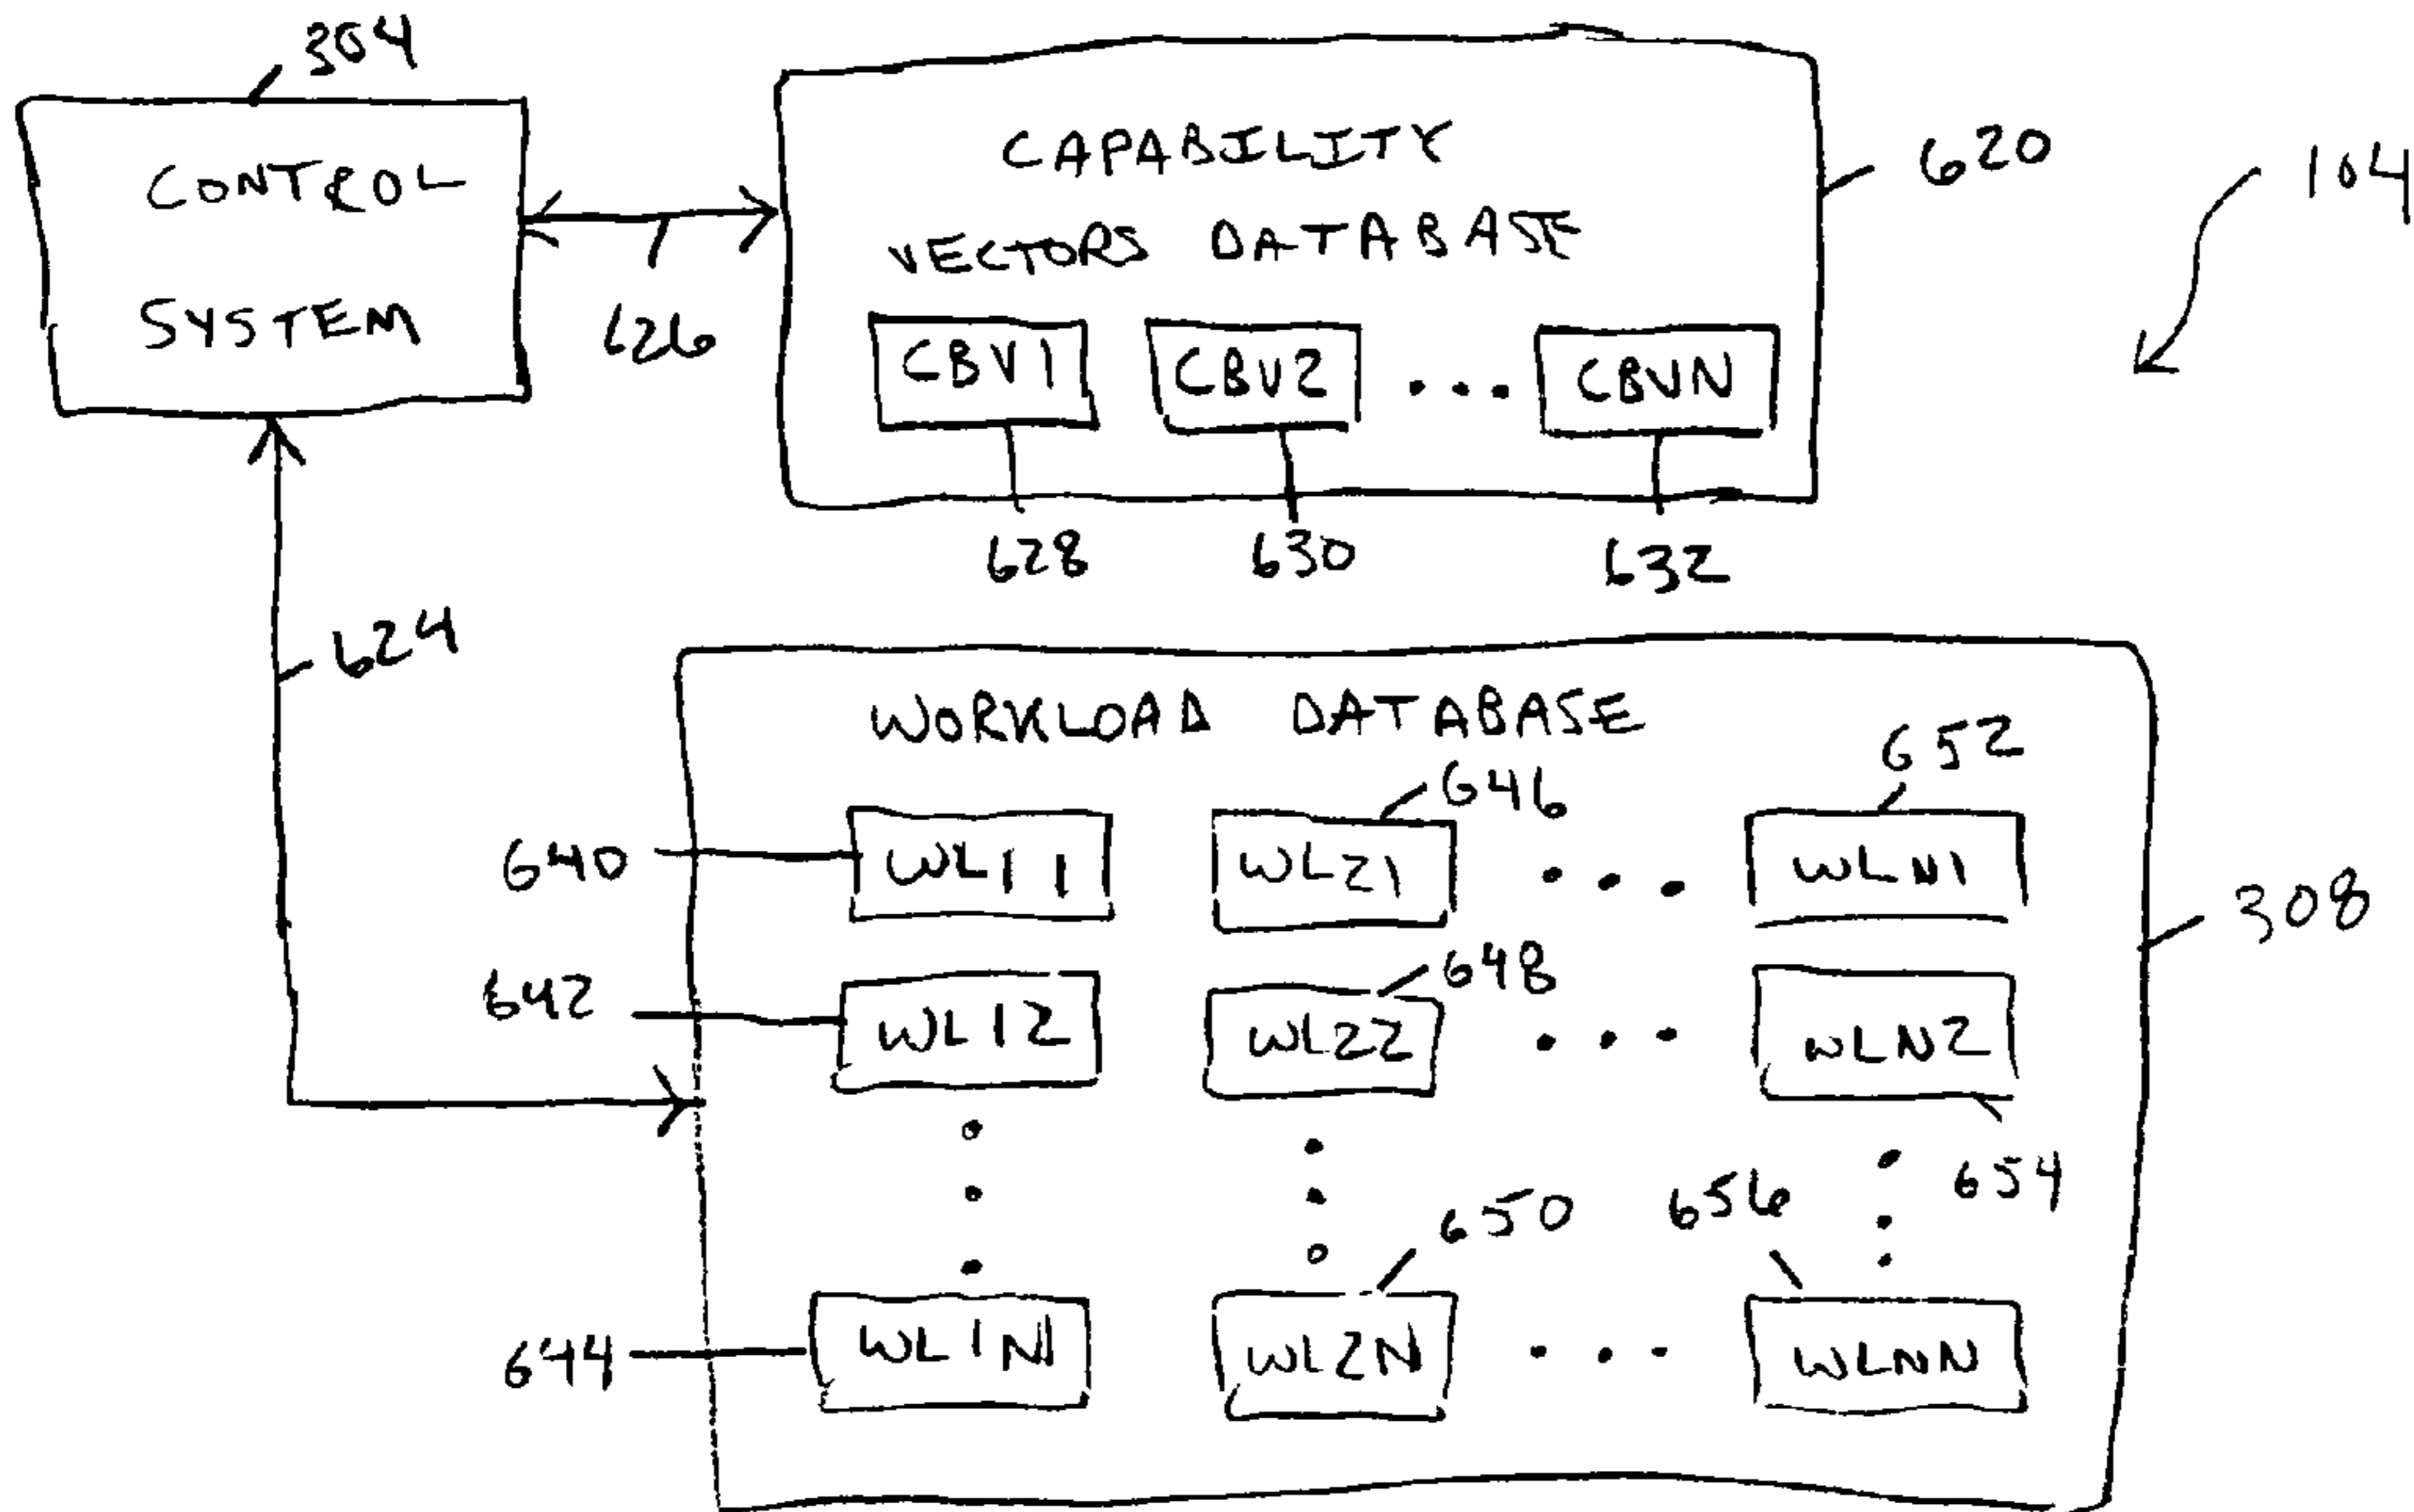 304
CONTROL
SYSTEM
626
CAPABILITY
VECTORS DATABASE
CBV1 CBV2 ... CBVN
620
104
628 630 632
624
WORKLOAD DATABASE
652
646
640 WL11 WL21 ... WLN1
308
648
642 WL12 WL22 ... WLN2
654
650 656
644 WL1N WL2N ... WLNN